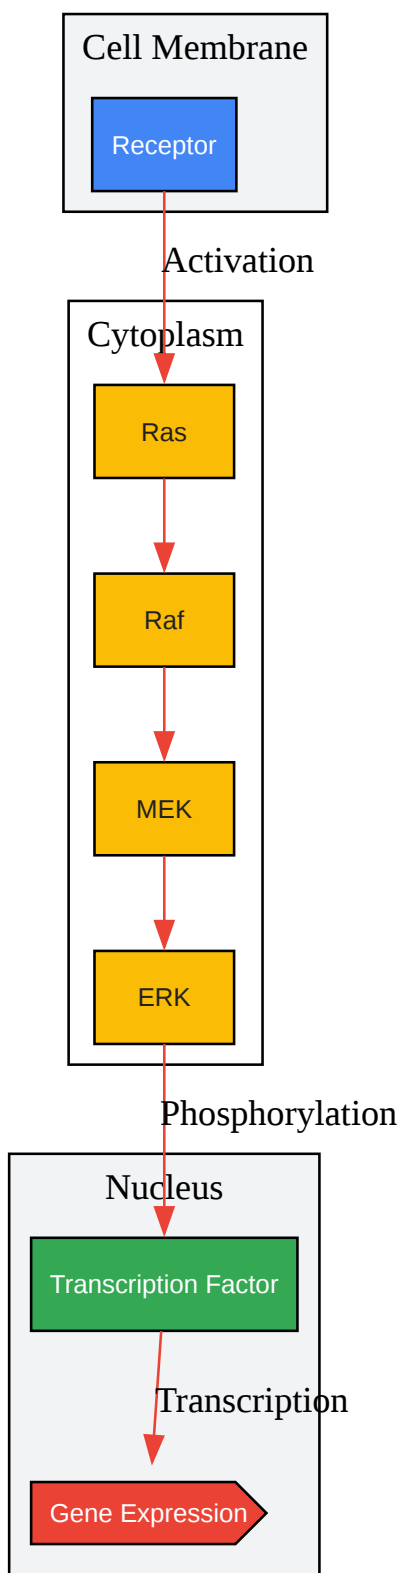 Cell Membrane
Receptor
Activation
Cytoplasm
Ras
Raf
MEK
ERK
Phosphorylation
Nucleus
Transcription Factor
Transcription
Gene Expression